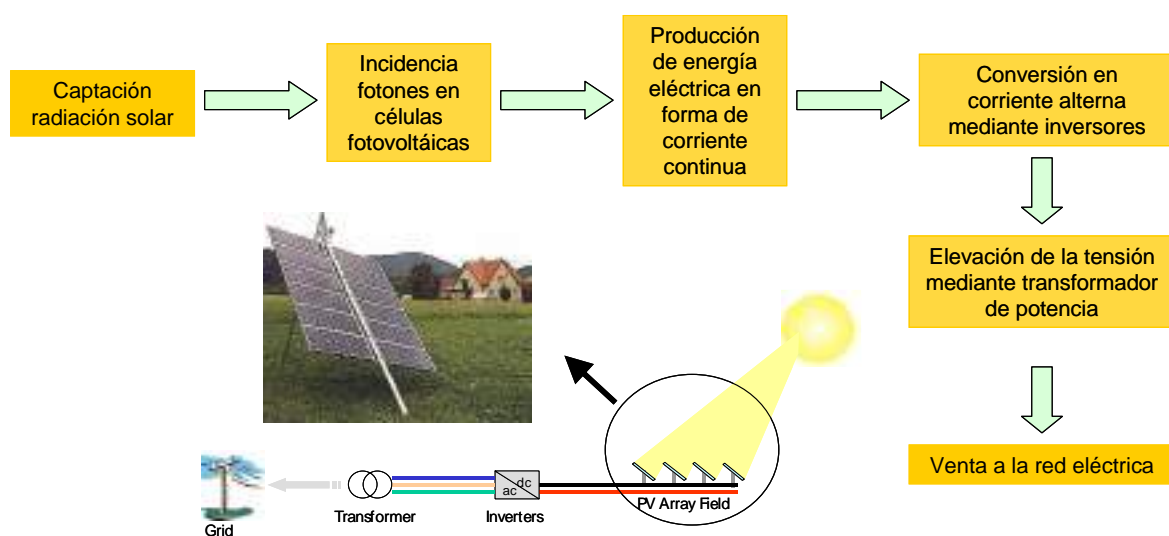 Captación
radiación solar
Incidencia
fotones en
células
fotovoltáicas
Producción
de energía
eléctrica en
forma de
corriente
continua
Conversión en
corriente alterna
mediante inversores
Elevación de la tensión
mediante transformador
de potencia
Venta a la red eléctrica
dc
ac
PV Array Field
Inverters
Transformer
Grid